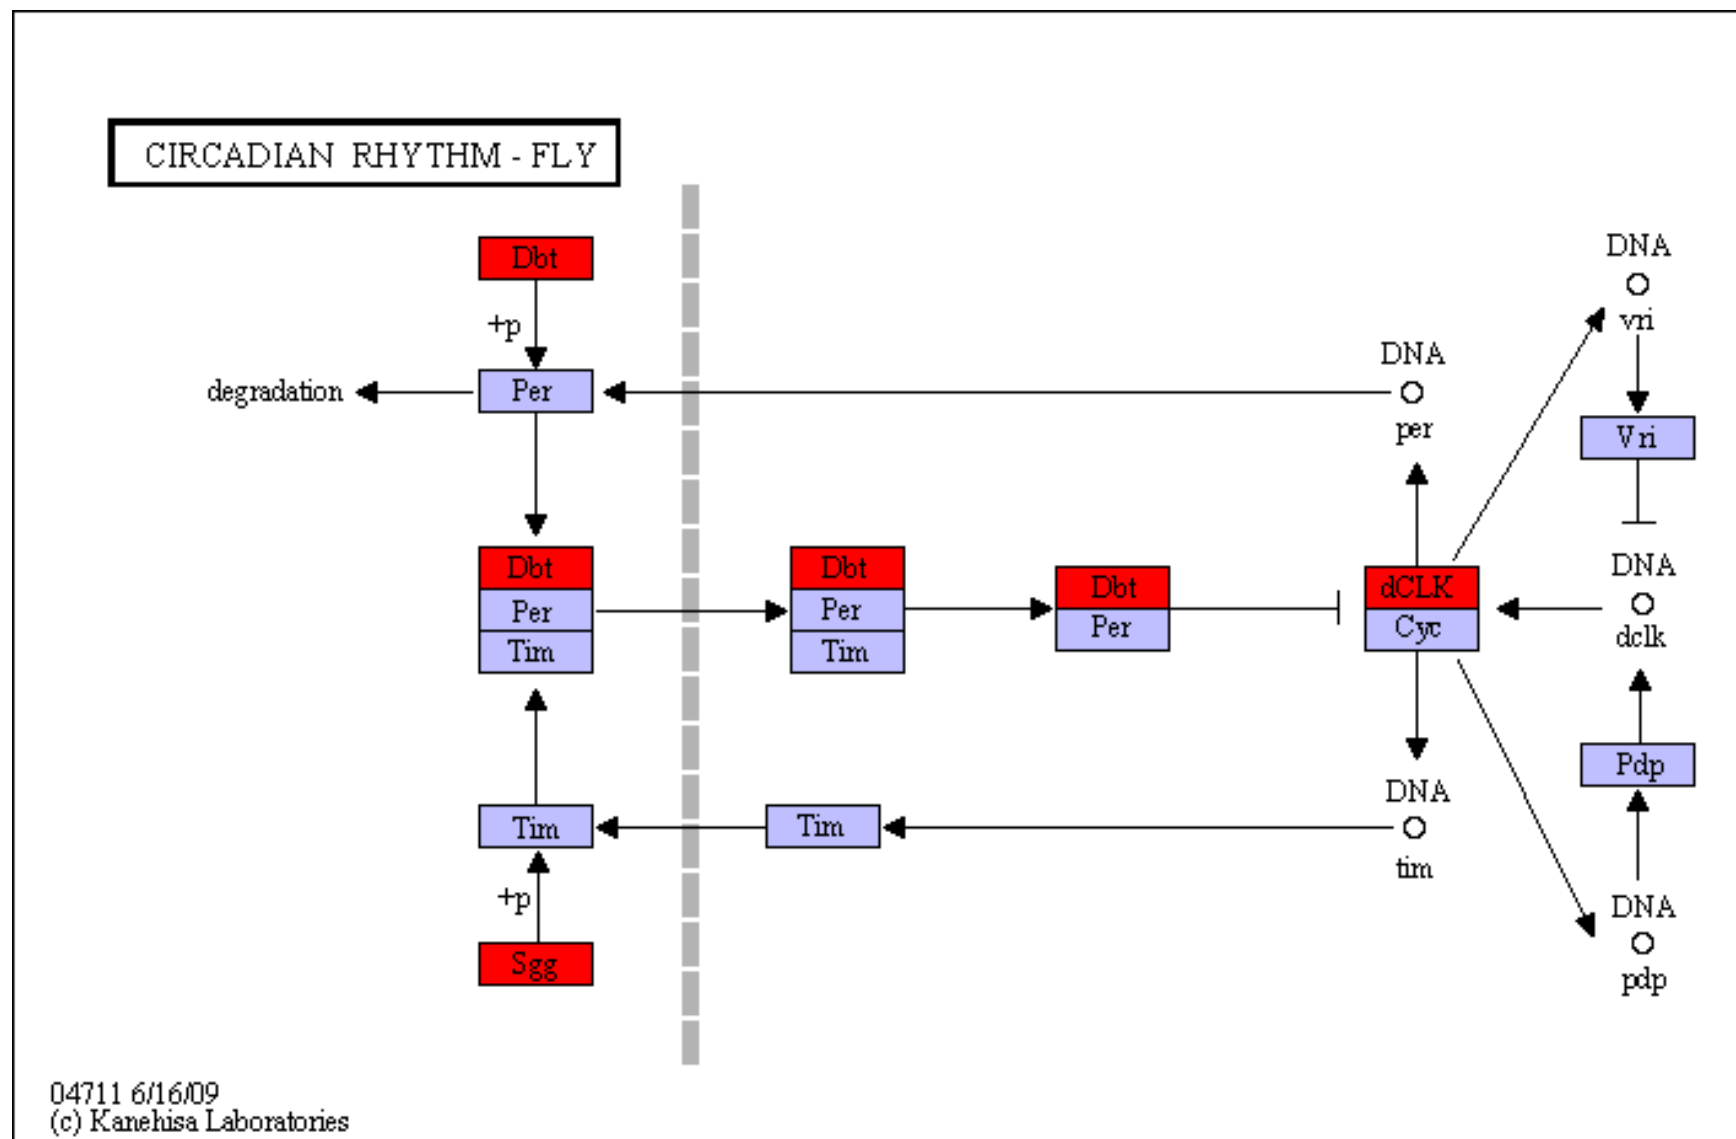 CIRCADIAN RHYTHM - FLY
Dbt
DNA
+p
vri
DNA
degradation
Per
per
Vri
Dbt
Per
Tim
Dbt
Per
Tim
Dbt
Per
dCLK
Cyc
DNA
dclk
Pdp
Tim
Tim
DNA
tim
+p
DNA
Sgg
pdp
04711 6/16/09
(c) Kanehisa Laboratories